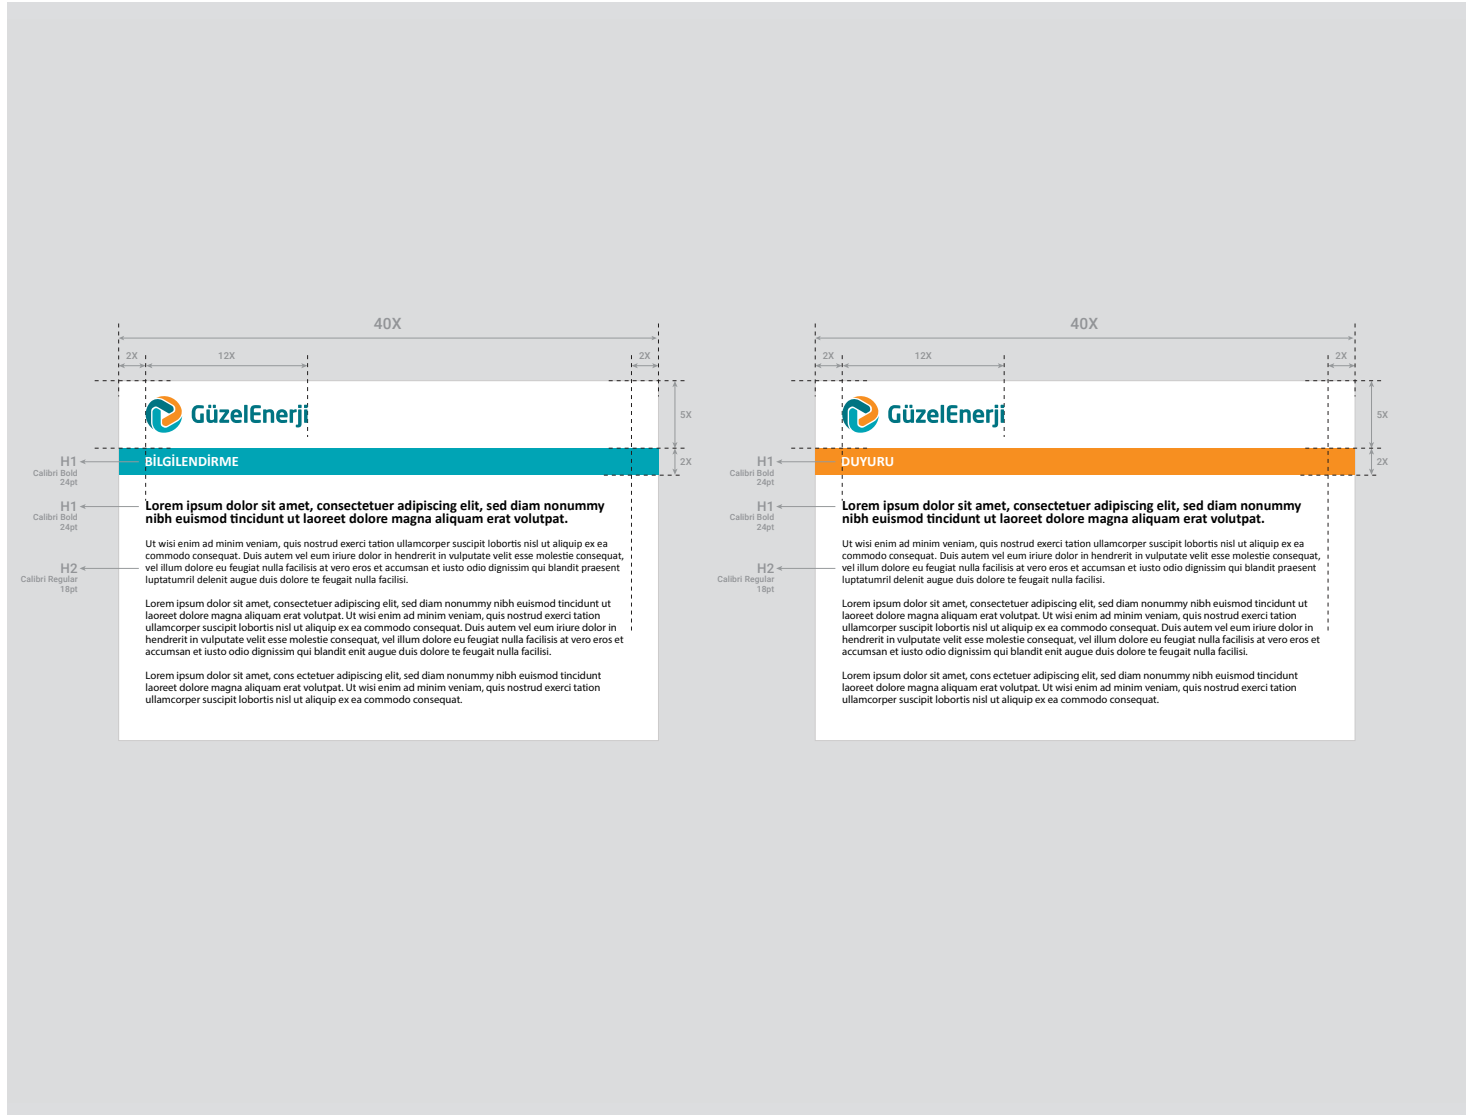 40X
2X
12X
2X
GüzelEnerji
5X
BİLGİLENDİRME
2X
H1
Calibri Bold
24pt
H1
Calibri Bold
24pt
Lorem ipsum dolor sit amet, consectetuer adipiscing elit, sed diam nonummy
nibh euismod tincidunt ut laoreet dolore magna aliquam erat volutpat.
H2
Calibri Regular
18pt
Ut wisi enim ad minim veniam, quis nostrud exerci tation ullamcorper suscipit lobortis nisl ut aliquip ex ea
commodo consequat. Duis autem vel eum iriure dolor in hendrerit in vulputate velit esse molestie consequat,
vel illum dolore eu feugiat nulla facilisis at vero eros et accumsan et iusto odio dignissim qui blandit praesent
luptatumril delenit augue duis dolore te feugait nulla facilisi.
Lorem ipsum dolor sit amet, consectetuer adipiscing elit, sed diam nonummy nibh euismod tincidunt ut
laoreet dolore magna aliquam erat volutpat. Ut wisi enim ad minim veniam, quis nostrud exerci tation
ullamcorper suscipit lobortis nisl ut aliquip ex ea commodo consequat. Duis autem vel eum iriure dolor in
hendrerit in vulputate velit esse molestie consequat, vel illum dolore eu feugiat nulla facilisis at vero eros et
accumsan et iusto odio dignissim qui blandit enit augue duis dolore te feugait nulla facilisi.
Lorem ipsum dolor sit amet, cons ectetuer adipiscing elit, sed diam nonummy nibh euismod tincidunt
laoreet dolore magna aliquam erat volutpat. Ut wisi enim ad minim veniam, quis nostrud exerci tation
ullamcorper suscipit lobortis nisl ut aliquip ex ea commodo consequat.
40X
2X
12X
2X
GüzelEnerji
5X
DUYURU
2X
H1
Calibri Bold
24pt
H1
Calibri Bold
24pt
Lorem ipsum dolor sit amet, consectetuer adipiscing elit, sed diam nonummy
nibh euismod tincidunt ut laoreet dolore magna aliquam erat volutpat.
H2
Calibri Regular
18pt
Ut wisi enim ad minim veniam, quis nostrud exerci tation ullamcorper suscipit lobortis nisl ut aliquip ex ea
commodo consequat. Duis autem vel eum iriure dolor in hendrerit in vulputate velit esse molestie consequat,
vel illum dolore eu feugiat nulla facilisis at vero eros et accumsan et iusto odio dignissim qui blandit praesent
luptatumril delenit augue duis dolore te feugait nulla facilisi.
Lorem ipsum dolor sit amet, consectetuer adipiscing elit, sed diam nonummy nibh euismod tincidunt ut
laoreet dolore magna aliquam erat volutpat. Ut wisi enim ad minim veniam, quis nostrud exerci tation
ullamcorper suscipit lobortis nisl ut aliquip ex ea commodo consequat. Duis autem vel eum iriure dolor in
hendrerit in vulputate velit esse molestie consequat, vel illum dolore eu feugiat nulla facilisis at vero eros et
accumsan et iusto odio dignissim qui blandit enit augue duis dolore te feugait nulla facilisi.
Lorem ipsum dolor sit amet, cons ectetuer adipiscing elit, sed diam nonummy nibh euismod tincidunt
laoreet dolore magna aliquam erat volutpat. Ut wisi enim ad minim veniam, quis nostrud exerci tation
ullamcorper suscipit lobortis nisl ut aliquip ex ea commodo consequat.